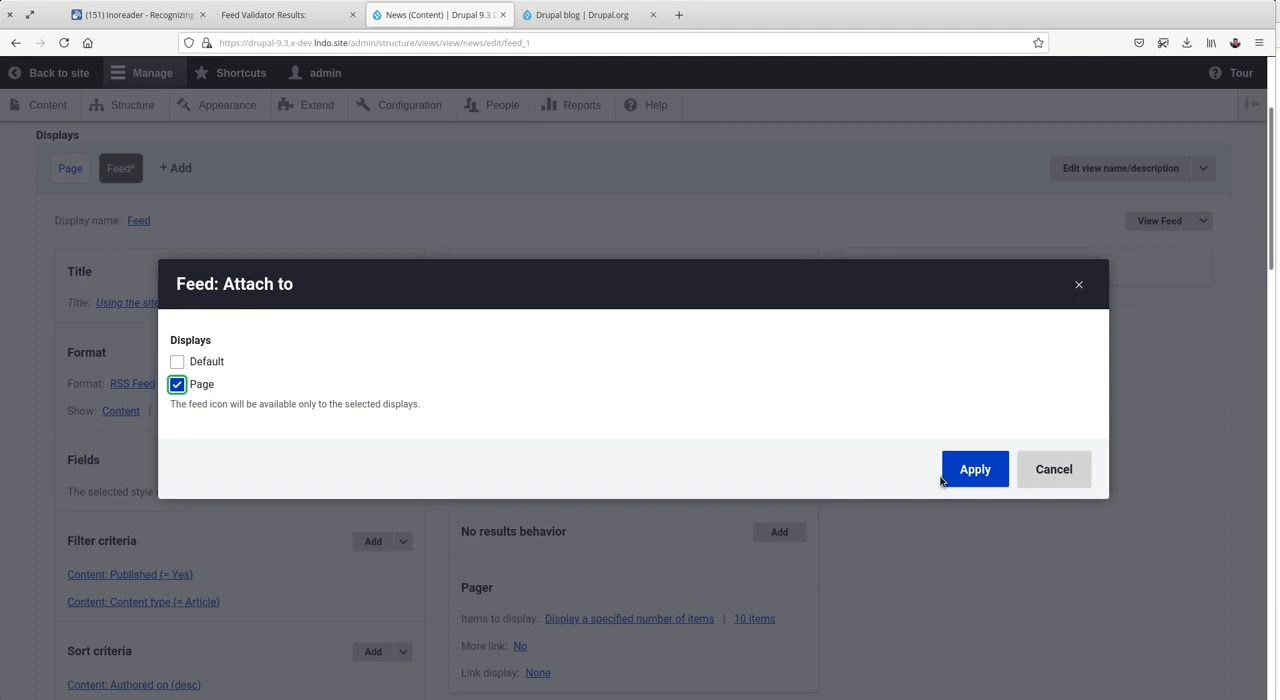 (151) Inoreader - Recognizing
Feed Validator Results:
News (Content) | Drupal 9.3 D
Drupal blog | Drupal.org
https://drupal-9.3.x-dev.lndo.site/admin/structure/views/view/news/edit/feed_1
Back to site
Manage
Shortcuts
admin
Tour
Content
Structure
Appearance
Extend
Configuration
People
Reports
Help
Displays
Page
Feed*
+ Add
Edit view name/description
Display name: Feed
View Feed
Title
Title: Using the site
Format
Format: RSS Feed
Show: Content |
Fields
The selected style
Filter criteria
Add
Content: Published (= Yes)
Content: Content type (= Article)
Sort criteria
Add
Content: Authored on (desc)
Feed: Attach to
Displays
Default
Page
The feed icon will be available only to the selected displays.
Apply
Cancel
No results behavior
Add
Pager
Items to display: Display a specified number of items | 10 items
More link: No
Link display: None